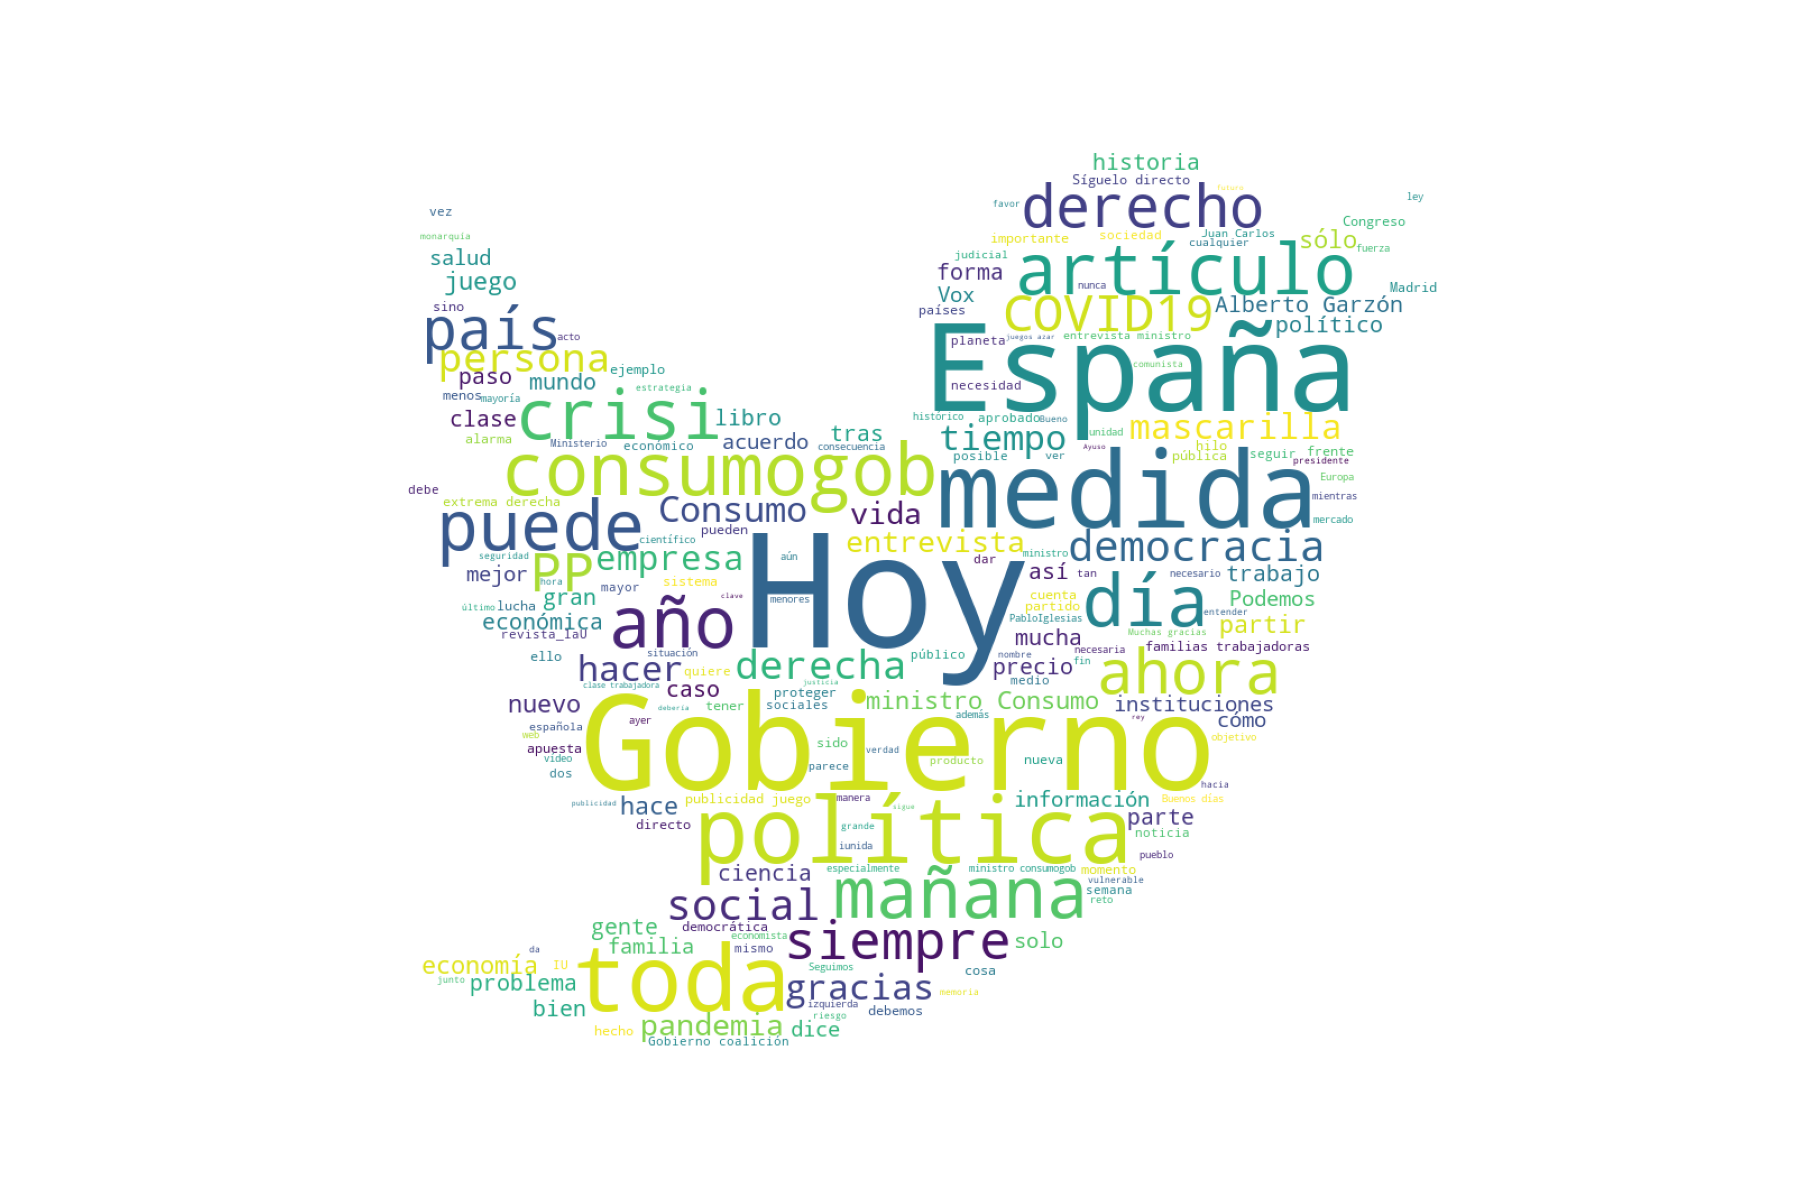 historia
Síguelo directo
futuro
vez
favor
derecho
ley
Congreso
monarquía
importante
sociedad
Juan Carlos
cualquier
sólo
fuerza
salud
judicial
artículo
juego
forma
nunca
Madrid
Vox
COVID19
Alberto Garzón
sino
países
político
país
acto
planeta
juegos azar
entrevista ministro
persona
España
comunista
paso
mundo
ejemplo
necesidad
menos
mayoría
estrategia
clase
crisi
libro
histórico
aprobado
Bueno
mascarilla
alarma
Ministerio
económico
acuerdo
tras
consecuencia
tiempo
unidad
Ayuso
hilo
pública
seguir
frente
presidente
posible
ver
consumogob
medida
Europa
debe
extrema derecha
mientras
puede
Consumo
vida
mercado
pueden
científico
Hoy
entrevista
democracia
seguridad
PP
empresa
aún
dar
ministro
mejor
hora
mayor
sistema
así
tan
necesario
trabajo
gran
clave
menores
cuenta
día
Podemos
último
lucha
partido
entender
económica
año
PabloIglesias
partir
revista_IaU
mucha
Muchas gracias
ello
situación
público
nombre
necesaria
familias trabajadoras
hacer
quiere
derecha
precio
fin
ahora
clase trabajadora
caso
justicia
proteger
medio
nuevo
debería
tener
sociales
ministro Consumo
instituciones
española
ayer
además
rey
cómo
web
Gobierno
objetivo
apuesta
sido
verdad
video
parece
producto
nueva
dos
hacia
publicidad
hace
publicidad juego
manera
sigue
información
Buenos días
directo
política
grande
parte
noticia
iunida
pueblo
ciencia
especialmente
ministro consumogob
momento
vulnerable
social
mañana
semana
reto
gente
democrática
economista
siempre
familia
da
mismo
solo
economía
IU
toda
Seguimos
cosa
junto
problema
gracias
memoria
bien
izquierda
debemos
riesgo
hecho
pandemia
dice
Gobierno coalición